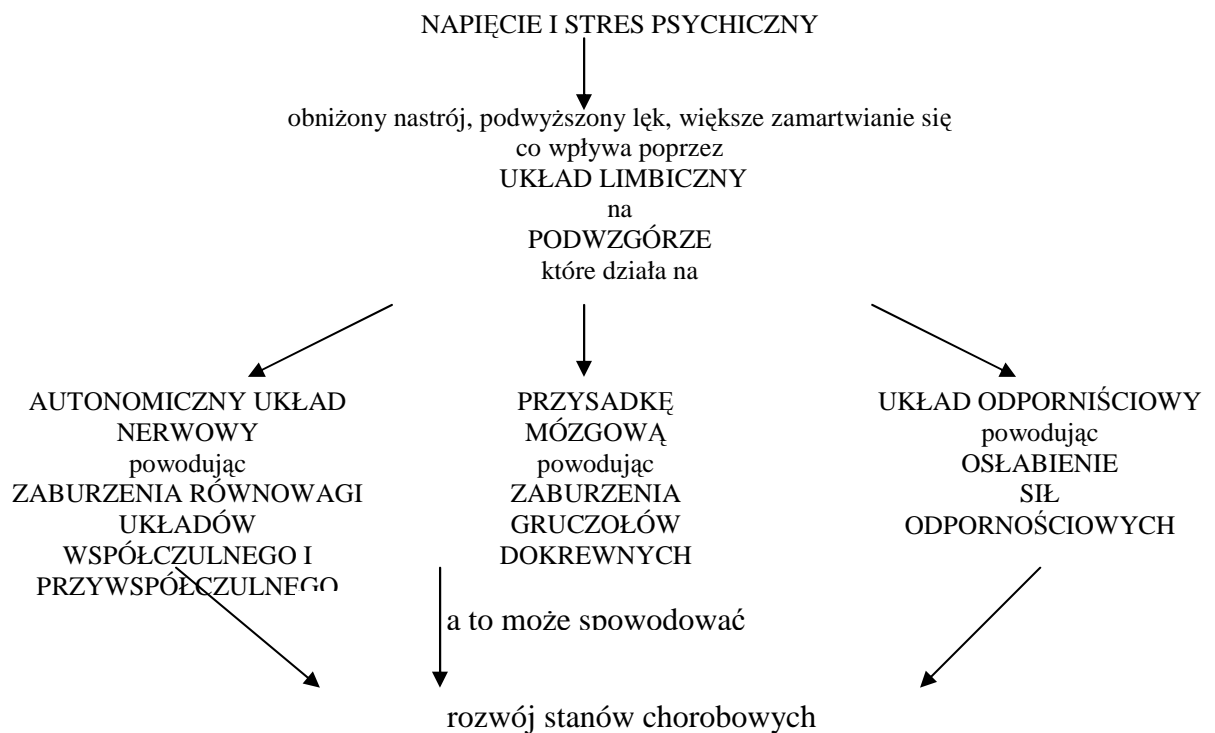 NAPIĘCIE I STRES PSYCHICZNY
obniżony nastrój, podwyższony lęk, większe zamartwianie się
co wpływa poprzez
UKŁAD LIMBICZNY
na
PODWZGÓRZE
które działa na
AUTONOMICZNY UKŁAD
NERWOWY
powodując
ZABURZENIA RÓWNOWAGI
UKŁADÓW
WSPÓŁCZULNEGO I
PRZYWSPÓŁCZULNEGO
PRZYSADKĘ
MÓZGOWĄ
powodując
ZABURZENIA
GRUCZOŁÓW
DOKREWNYCH
UKŁAD ODPORNIŚCIOWY
powodując
OSŁABIENIE
SIŁ
ODPORNOŚCIOWYCH
a to może spowodować
rozwój stanów chorobowych